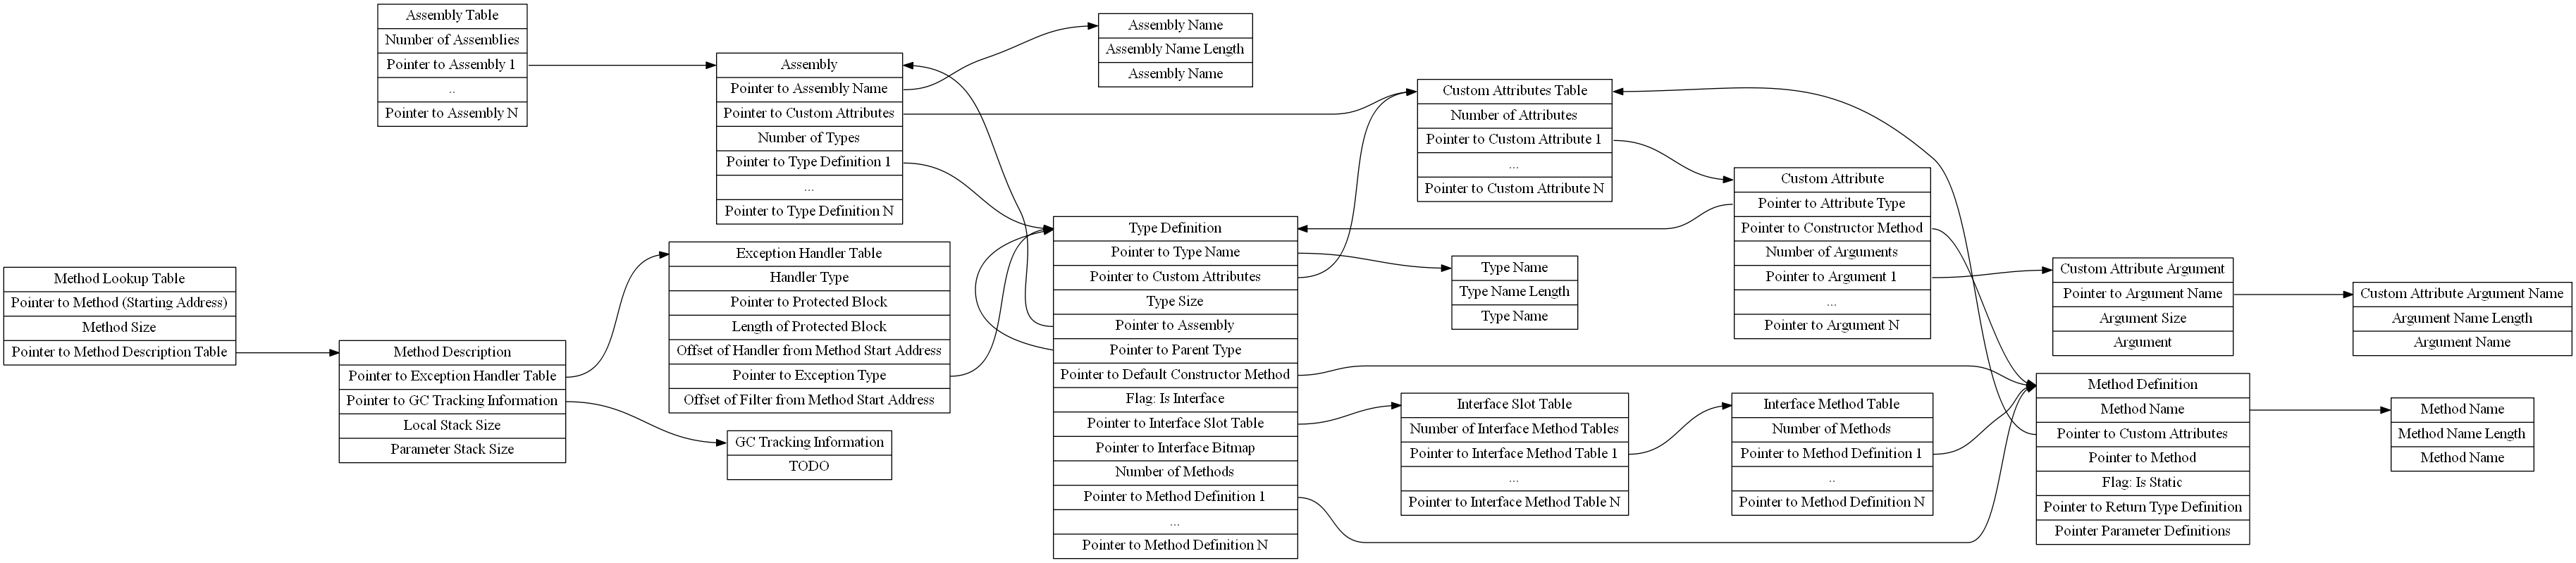 Assembly Table
Number of Assemblies
Pointer to Assembly 1
..
Pointer to Assembly N
Assembly
Pointer to Assembly Name
Pointer to Custom Attributes
Number of Types
Pointer to Type Definition 1
...
Pointer to Type Definition N
Assembly Name
Assembly Name Length
Assembly Name
Custom Attributes Table
Number of Attributes
Pointer to Custom Attribute 1
...
Pointer to Custom Attribute N
Custom Attribute
Pointer to Attribute Type
Pointer to Constructor Method
Number of Arguments
Pointer to Argument 1
...
Pointer to Argument N
Method Lookup Table
Pointer to Method (Starting Address)
Method Size
Pointer to Method Description Table
Method Description
Pointer to Exception Handler Table
Pointer to GC Tracking Information
Local Stack Size
Parameter Stack Size
Exception Handler Table
Handler Type
Pointer to Protected Block
Length of Protected Block
Offset of Handler from Method Start Address
Pointer to Exception Type
Offset of Filter from Method Start Address
GC Tracking Information
TODO
Type Definition
Pointer to Type Name
Pointer to Custom Attributes
Type Size
Pointer to Assembly
Pointer to Parent Type
Pointer to Default Constructor Method
Flag: Is Interface
Pointer to Interface Slot Table
Pointer to Interface Bitmap
Number of Methods
Pointer to Method Definition 1
...
Pointer to Method Definition N
Type Name
Type Name Length
Type Name
Interface Slot Table
Number of Interface Method Tables
Pointer to Interface Method Table 1
...
Pointer to Interface Method Table N
Interface Method Table
Number of Methods
Pointer to Method Definition 1
..
Pointer to Method Definition N
Custom Attribute Argument
Pointer to Argument Name
Argument Size
Argument
Custom Attribute Argument Name
Argument Name Length
Argument Name
Method Definition
Method Name
Pointer to Custom Attributes
Pointer to Method
Flag: Is Static
Pointer to Return Type Definition
Pointer Parameter Definitions
Method Name
Method Name Length
Method Name